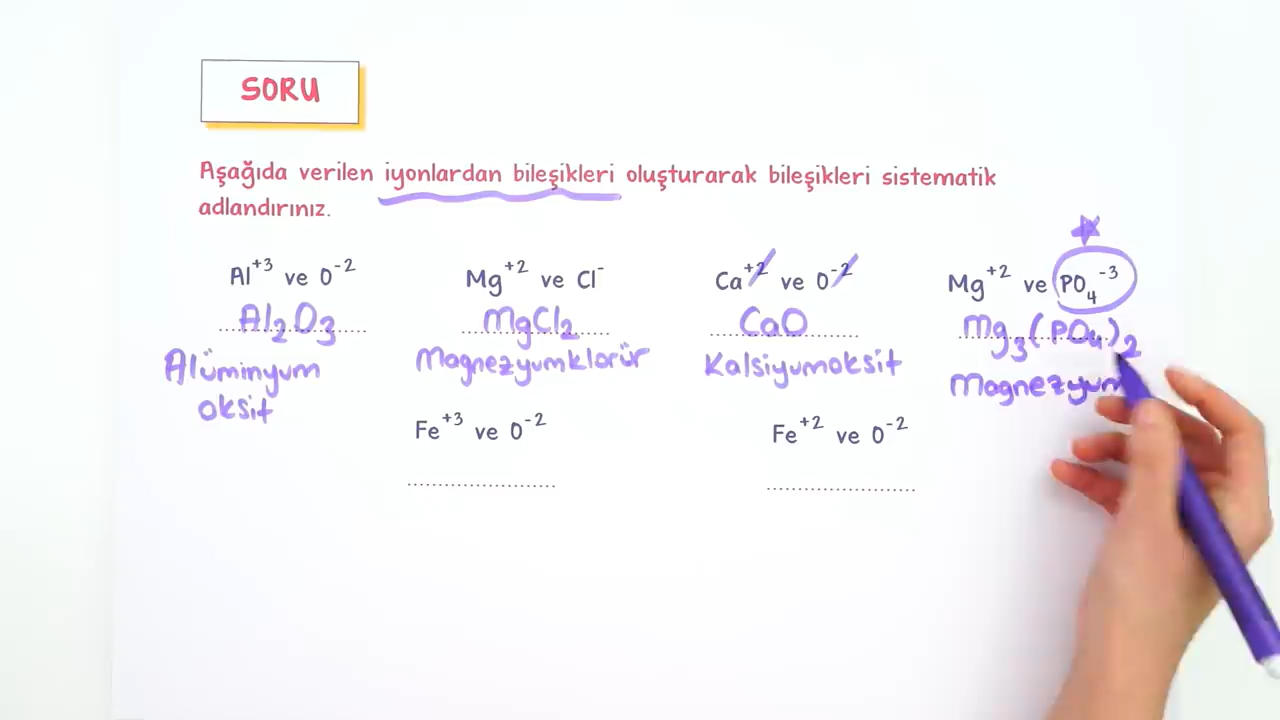 SORU
Aşağıda verilen iyonlardan bileşikleri oluşturarak bileşikleri sistematik
adlandırınız.
Al⁺³ ve O⁻²
Al₂O₃
Alüminyum
oksit
Mg⁺² ve Cl⁻
MgCl₂
Magnezyumklorür
Ca⁺² ve O⁻²
CaO
Kalsiyumoksit
Mg⁺² ve PO₄⁻³
Mg₃(PO₄)₂
Magnezyum
Fe⁺³ ve O⁻²
Fe⁺² ve O⁻²